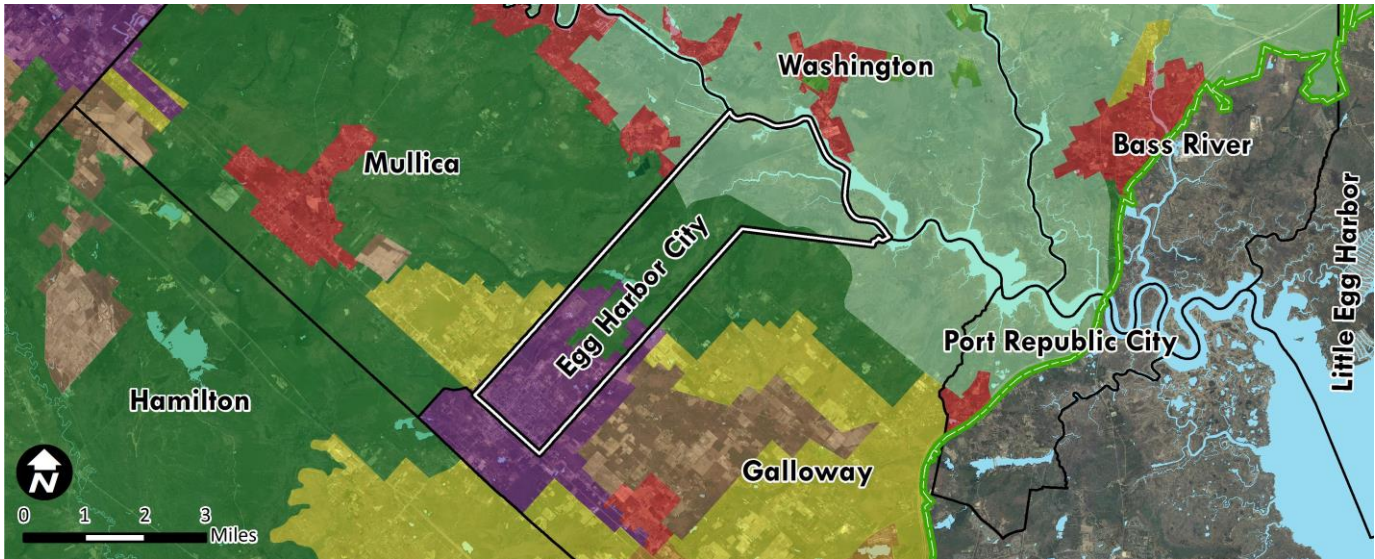 Washington
Bass River
Mullica
Egg Harbor City
Little Egg Harbor
Port Republic City
Hamilton
Galloway
N
0 1 2 3
Miles